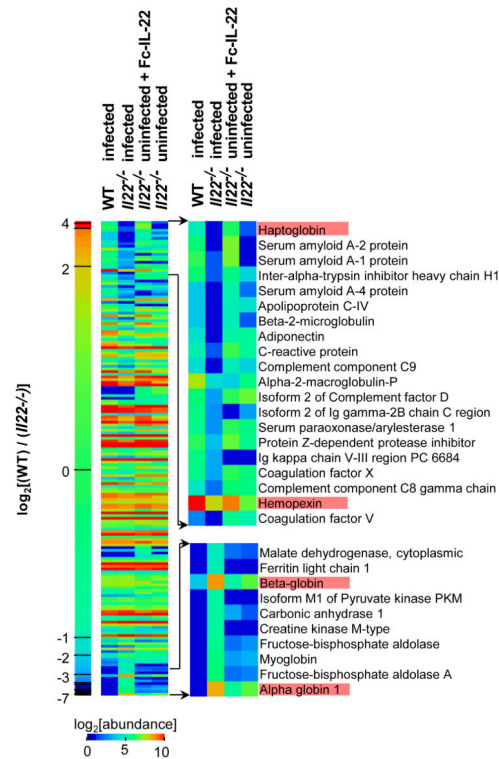 WT infected
Il22-/- infected
Il22-/- uninfected + Fc-IL-22
Il22-/- uninfected
WT infected
Il22-/- infected
Il22-/- uninfected + Fc-IL-22
Il22-/- uninfected
log2[(WT) / (Il22-/-)]
4
2
0
-1
-2
-3
-7
Haptoglobin
Serum amyloid A-2 protein
Serum amyloid A-1 protein
Inter-alpha-trypsin inhibitor heavy chain H1
Serum amyloid A-4 protein
Apolipoprotein C-IV
Beta-2-microglobulin
Adiponectin
C-reactive protein
Complement component C9
Alpha-2-macroglobulin-P
Isoform 2 of Complement factor D
Isoform 2 of Ig gamma-2B chain C region
Serum paraoxonase/arylesterase 1
Protein Z-dependent protease inhibitor
Ig kappa chain V-III region PC 6684
Coagulation factor X
Complement component C8 gamma chain
Hemopexin
Coagulation factor V
Malate dehydrogenase, cytoplasmic
Ferritin light chain 1
Beta-globin
Isoform M1 of Pyruvate kinase PKM
Carbonic anhydrase 1
Creatine kinase M-type
Fructose-bisphosphate aldolase
Myoglobin
Fructose-bisphosphate aldolase A
Alpha globin 1
log2[abundance]
0 5 10